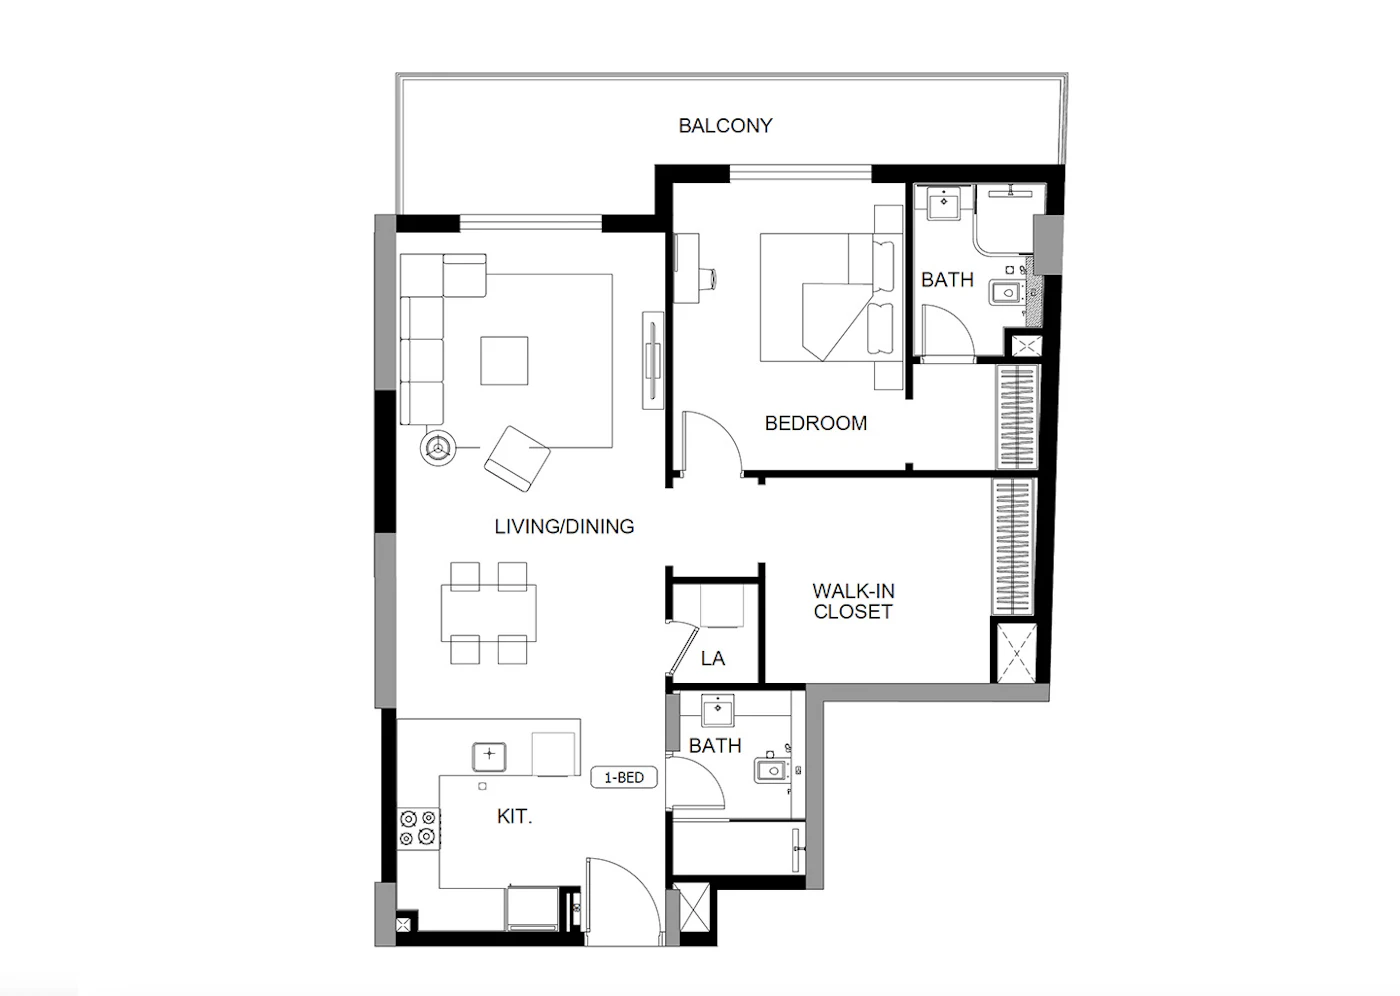 BALCONY
BATH
BEDROOM
LIVING/DINING
WALK-IN
CLOSET
LA
BATH
1-BED
KIT.